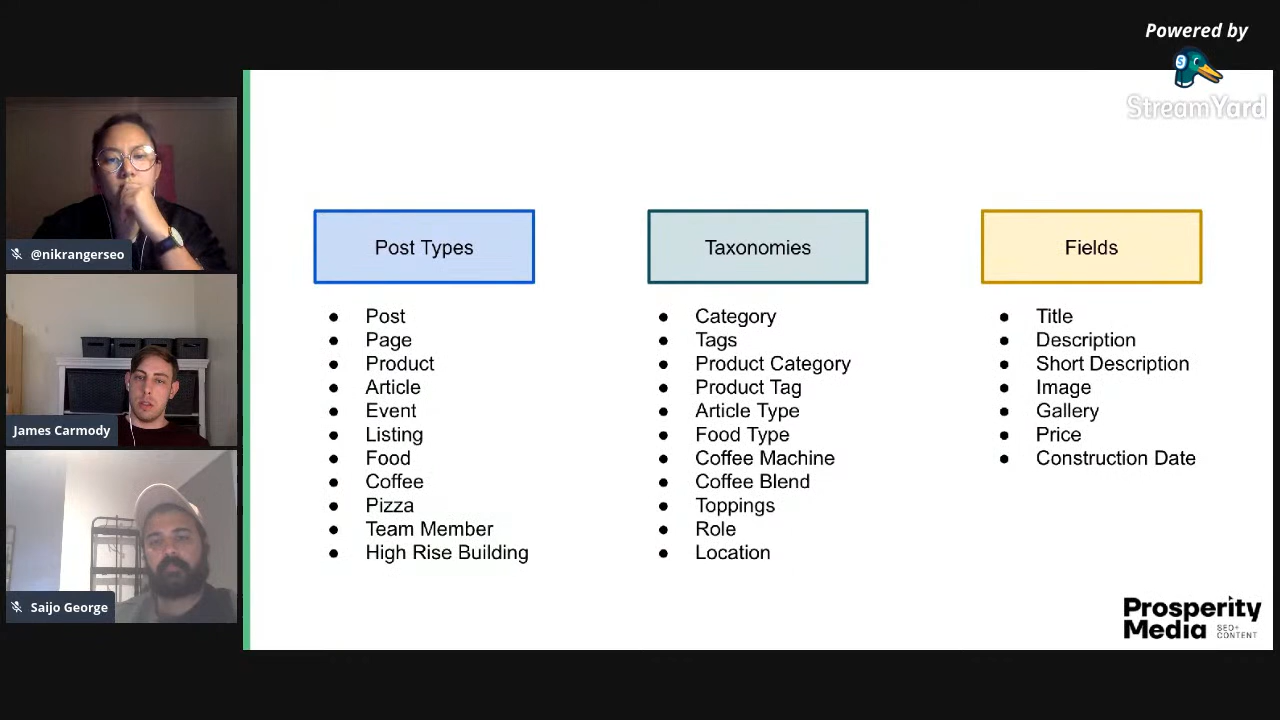 Powered by
StreamYard
@nikrangerseo
James Carmody
Saijo George
Post Types
Post
Page
Product
Article
Event
Listing
Food
Coffee
Pizza
Team Member
High Rise Building
Taxonomies
Category
Tags
Product Category
Product Tag
Article Type
Food Type
Coffee Machine
Coffee Blend
Toppings
Role
Location
Fields
Title
Description
Short Description
Image
Gallery
Price
Construction Date
Prosperity
Media SEO+
CONTENT